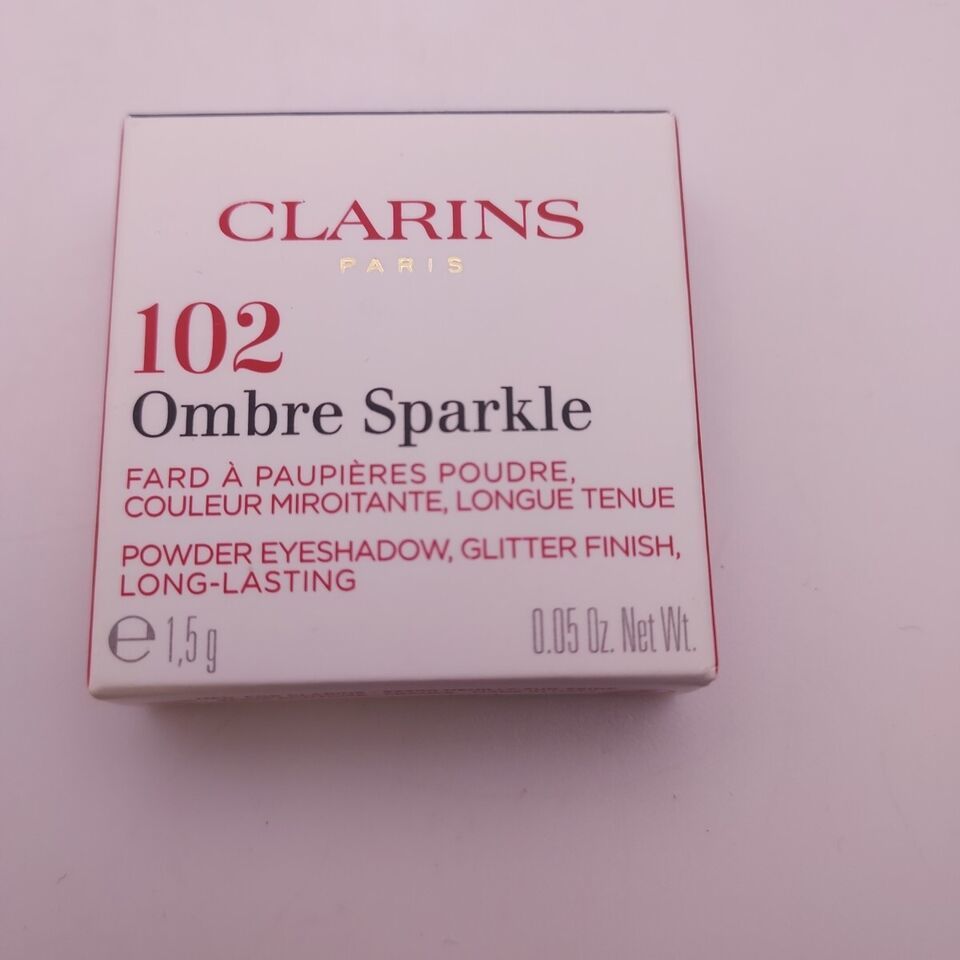 CLARINS
PARIS
102
Ombre Sparkle
FARD À PAUPIÈRES POUDRE,
COULEUR MIROITANTE, LONGUE TENUE
POWDER EYESHADOW, GLITTER FINISH,
LONG-LASTING
℮ 1,5 g 0.05 Oz. Net Wt.